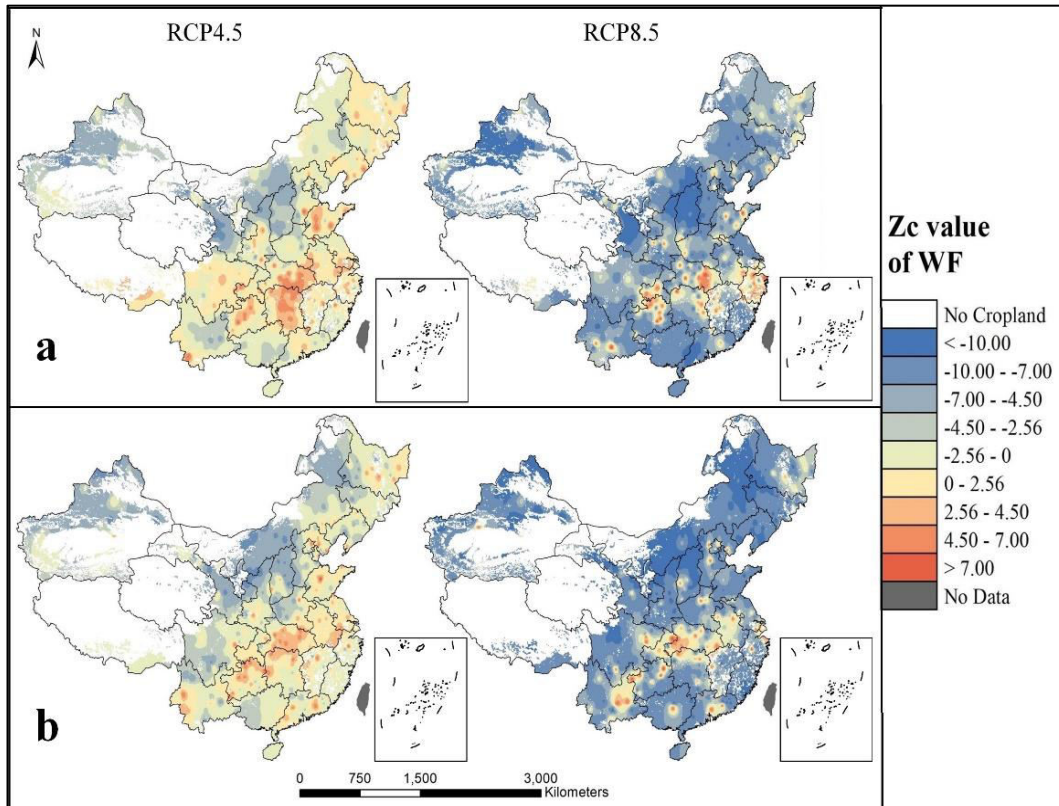 RCP4.5
RCP8.5
N
a
b
Zc value
of WF
No Cropland
< -10.00
-10.00 - -7.00
-7.00 - -4.50
-4.50 - -2.56
-2.56 - 0
0 - 2.56
2.56 - 4.50
4.50 - 7.00
> 7.00
No Data
0 750 1,500 3,000
Kilometers